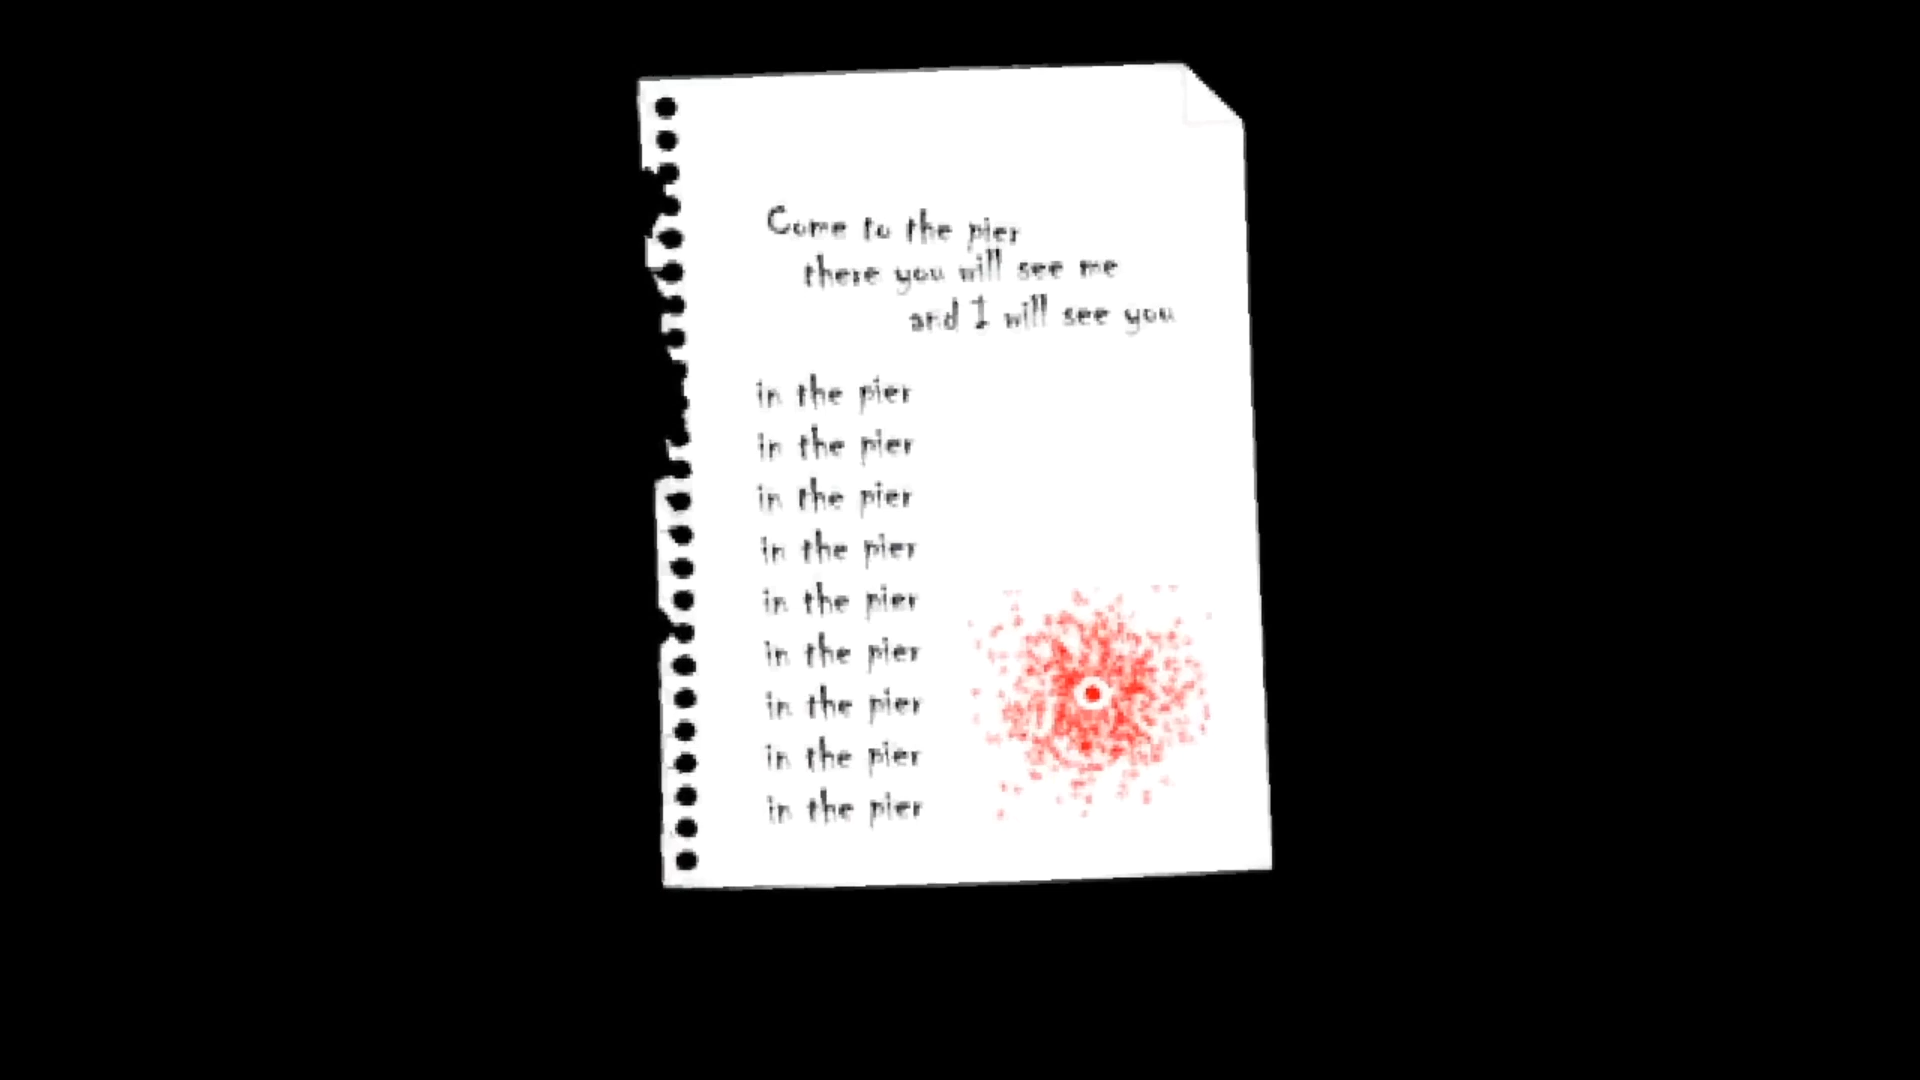 Come to the pier
there you will see me
and I will see you
in the pier
in the pier
in the pier
in the pier
in the pier
in the pier
in the pier
in the pier
in the pier